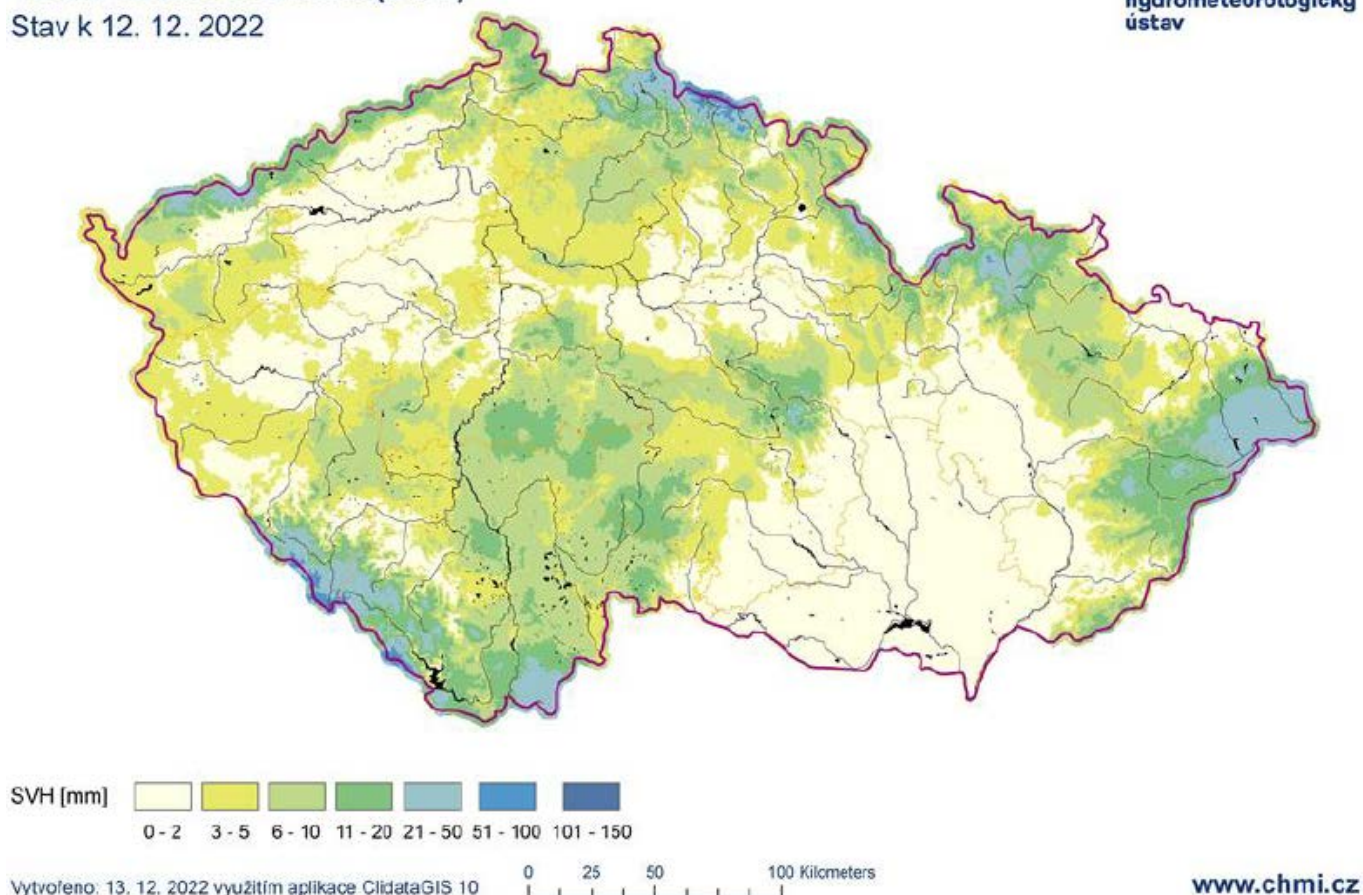 Stav k 12. 12. 2022
hydrometeorologický
ústav
SVH [mm]
0 - 2 3 - 5 6 - 10 11 - 20 21 - 50 51 - 100 101 - 150
0 25 50 100 Kilometers
Vytvořeno: 13. 12. 2022 využitím aplikace ClidataGIS 10
www.chmi.cz